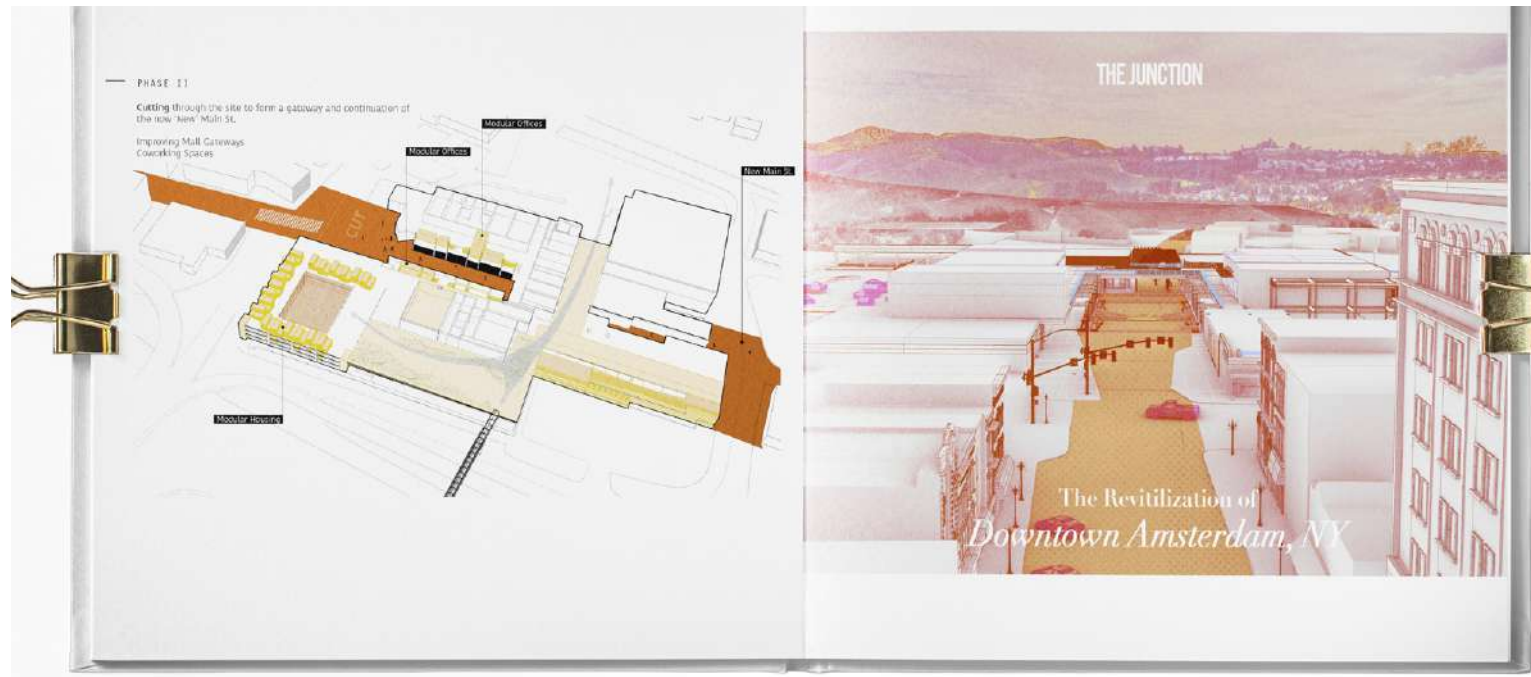 PHASE II
Cutting through the site to form a gateway and continuation of
the now 'New' Main St.
Improving Mall Gateways
Coworking Spaces
Modular Offices
Modular Offices
New Main St.
CUT
Modular Housing
THE JUNCTION
The Revitilization of
Downtown Amsterdam, NY